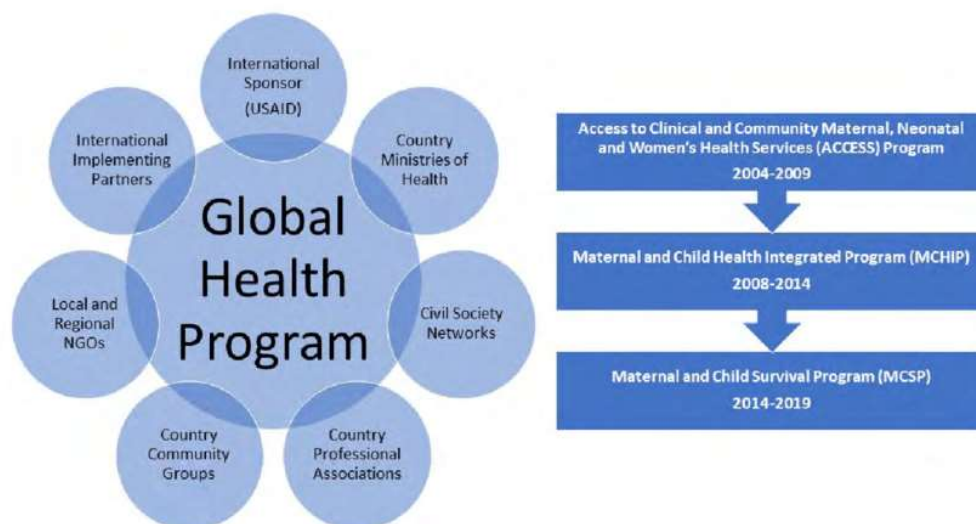 International
Sponsor
(USAID)
Country
Ministries of
Health
Civil Society
Networks
Country
Professional
Associations
Country
Community
Groups
Local and
Regional
NGOs
International
Implementing
Partners
Global
Health
Program
Access to Clinical and Community Maternal, Neonatal
and Women's Health Services (ACCESS) Program
2004-2009
Maternal and Child Health Integrated Program (MCHIP)
2008-2014
Maternal and Child Survival Program (MCSP)
2014-2019